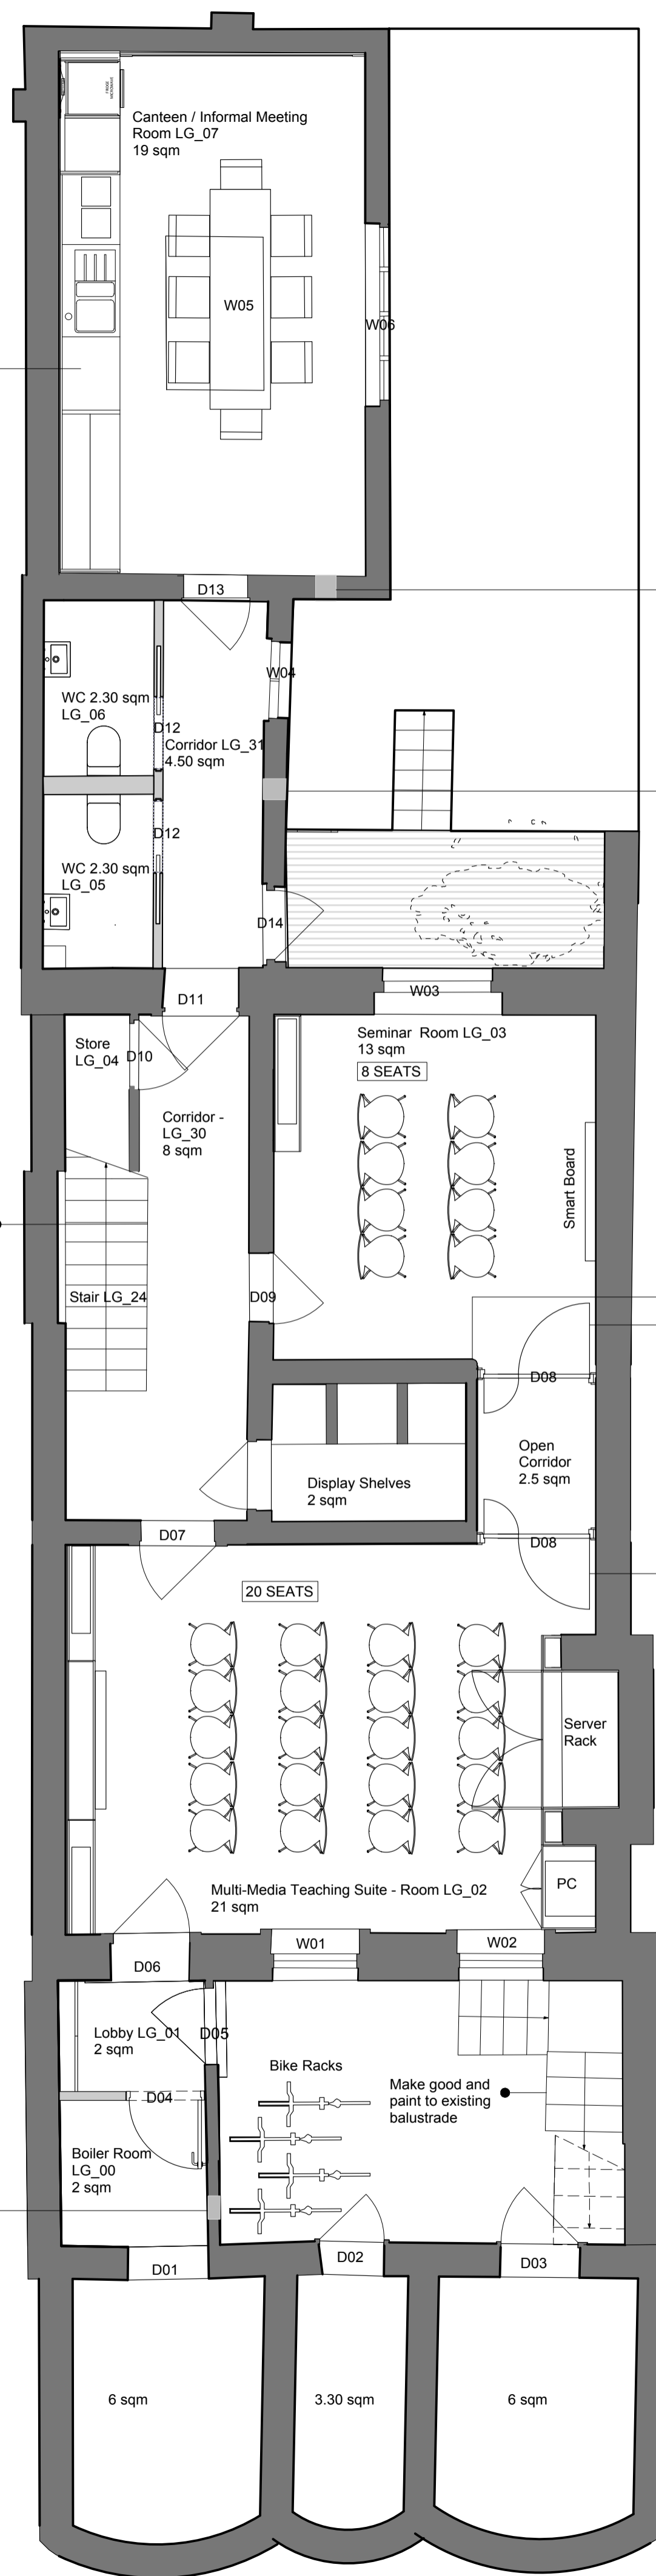 FRIDGE
MICROWAVE
Canteen / Informal Meeting
Room LG_07
19 sqm
W05
W06
D13
W04
WC 2.30 sqm
LG_06
D12
Corridor LG_31
4.50 sqm
D12
WC 2.30 sqm
LG_05
D14
D11
W03
Seminar  Room LG_03
13 sqm
8 SEATS
Store
LG_04
D10
Corridor -
LG_30
8 sqm
Smart Board
Stair LG_24
D09
D08
Open
Corridor
2.5 sqm
Display Shelves
2 sqm
D07
D08
20 SEATS
Server
Rack
PC
Multi-Media Teaching Suite - Room LG_02
21 sqm
W01
W02
D06
Lobby LG_01
2 sqm
D05
Bike Racks
Make good and
paint to existing
balustrade
D04
Boiler Room
LG_00
2 sqm
D01
D02
D03
6 sqm
3.30 sqm
6 sqm